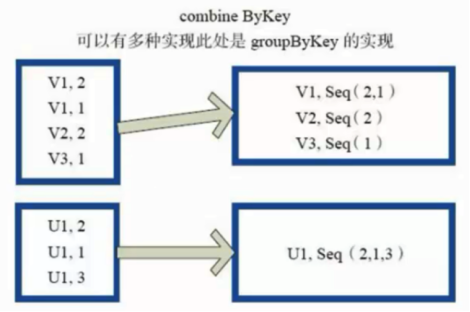 combine ByKey
可以有多种实现此处是 groupByKey 的实现
V1, 2
V1, 1
V2, 2
V3, 1
V1, Seq ( 2,1 )
V2, Seq ( 2 )
V3, Seq ( 1 )
U1, 2
U1, 1
U1, 3
U1, Seq ( 2,1,3 )